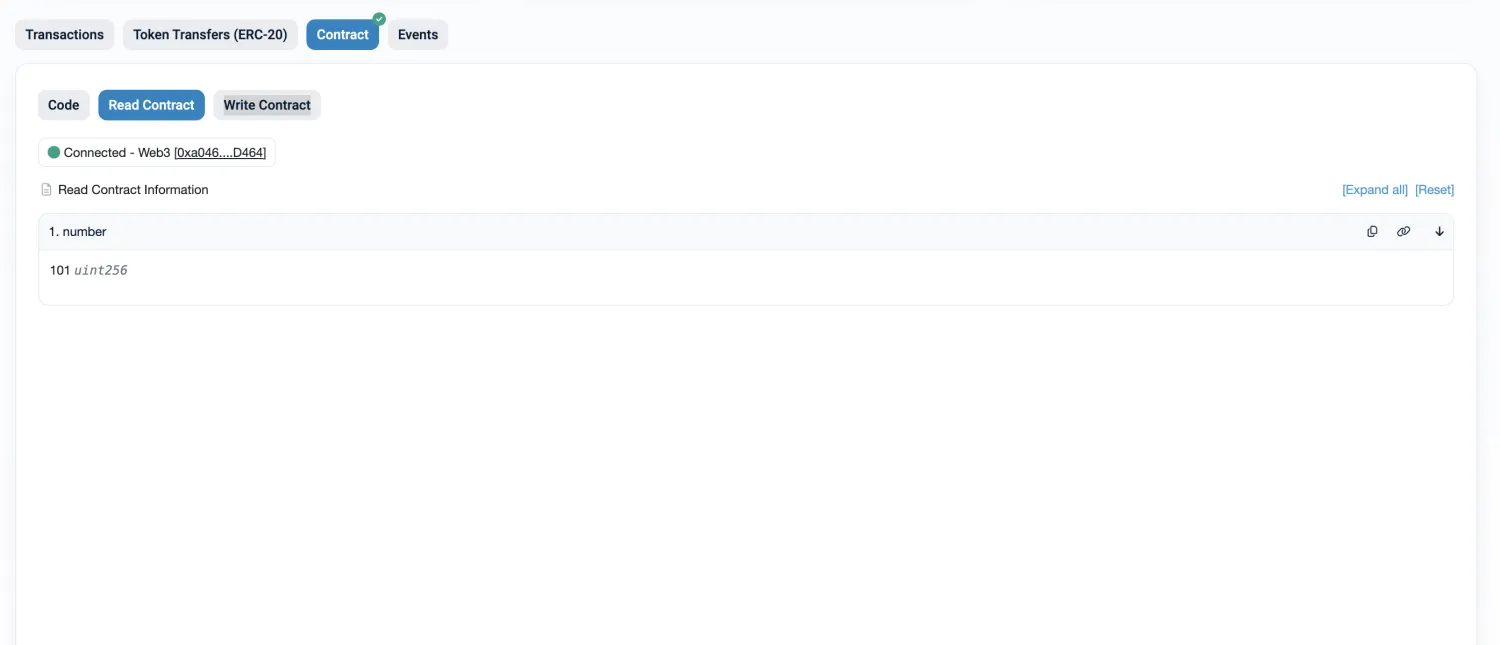 Transactions Token Transfers (ERC-20) Contract Events
Code Read Contract Write Contract
Connected - Web3 [0xa046....D464]
Read Contract Information [Expand all] [Reset]
1. number
101 uint256